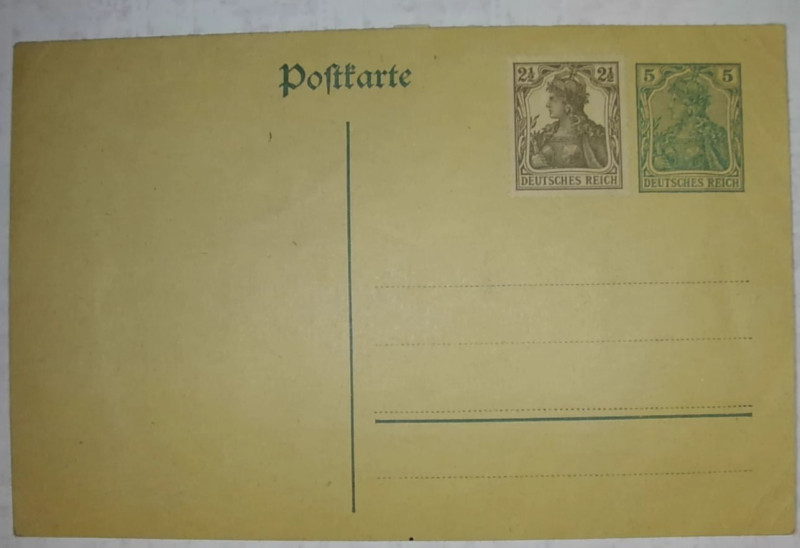 Postkarte
2½ 2½
DEUTSCHES REICH
5 5
DEUTSCHES REICH